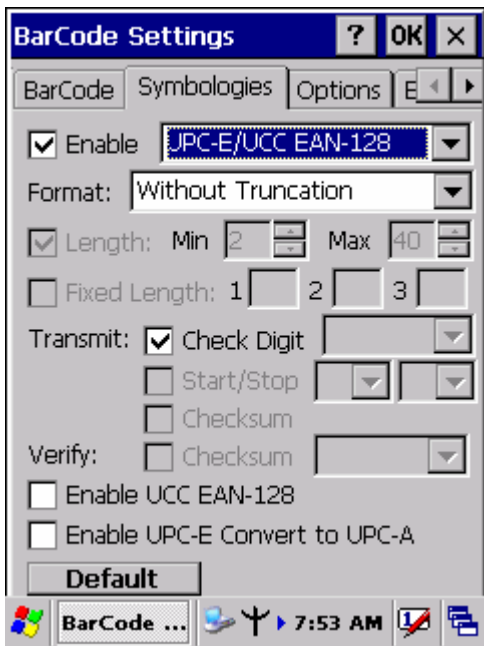 BarCode Settings ? OK ×
BarCode Symbologies Options E
Enable UPC-E/UCC EAN-128
Format: Without Truncation
Length: Min 2 Max 40
Fixed Length: 1 2 3
Transmit: Check Digit
Start/Stop
Checksum
Verify: Checksum
Enable UCC EAN-128
Enable UPC-E Convert to UPC-A
Default
BarCode ... 7:53 AM